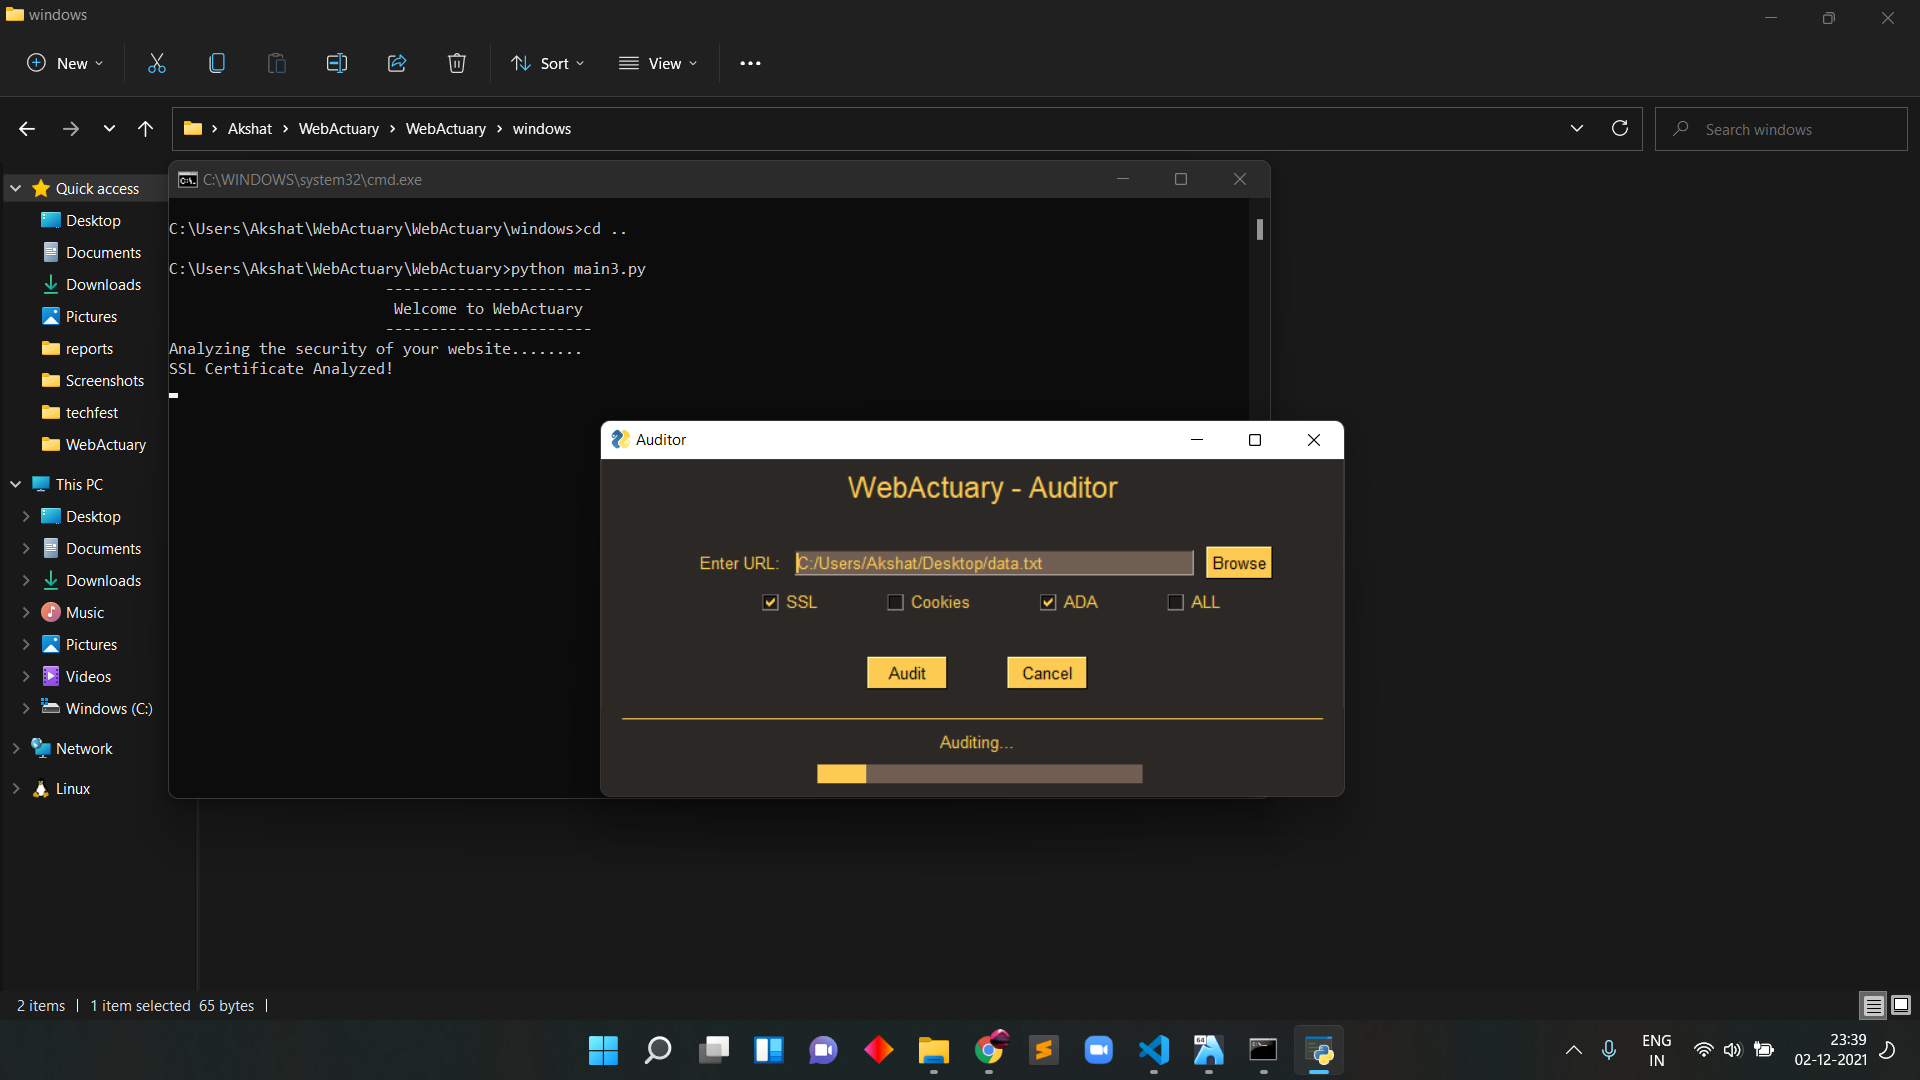 windows
New
Sort
View
Akshat > WebActuary > WebActuary > windows
Search windows
Quick access
Desktop
Documents
Downloads
Pictures
reports
Screenshots
techfest
WebActuary
This PC
Desktop
Documents
Downloads
Music
Pictures
Videos
Windows (C:)
Network
Linux
C:\WINDOWS\system32\cmd.exe
C:\Users\Akshat\WebActuary\WebActuary\windows>cd ..
C:\Users\Akshat\WebActuary\WebActuary>python main3.py
-----------------------
Welcome to WebActuary
-----------------------
Analyzing the security of your website........
SSL Certificate Analyzed!
Auditor
WebActuary - Auditor
Enter URL: C:/Users/Akshat/Desktop/data.txt Browse
SSL Cookies ADA ALL
Audit Cancel
Auditing...
2 items | 1 item selected 65 bytes |
64
ENG
IN
23:39
02-12-2021